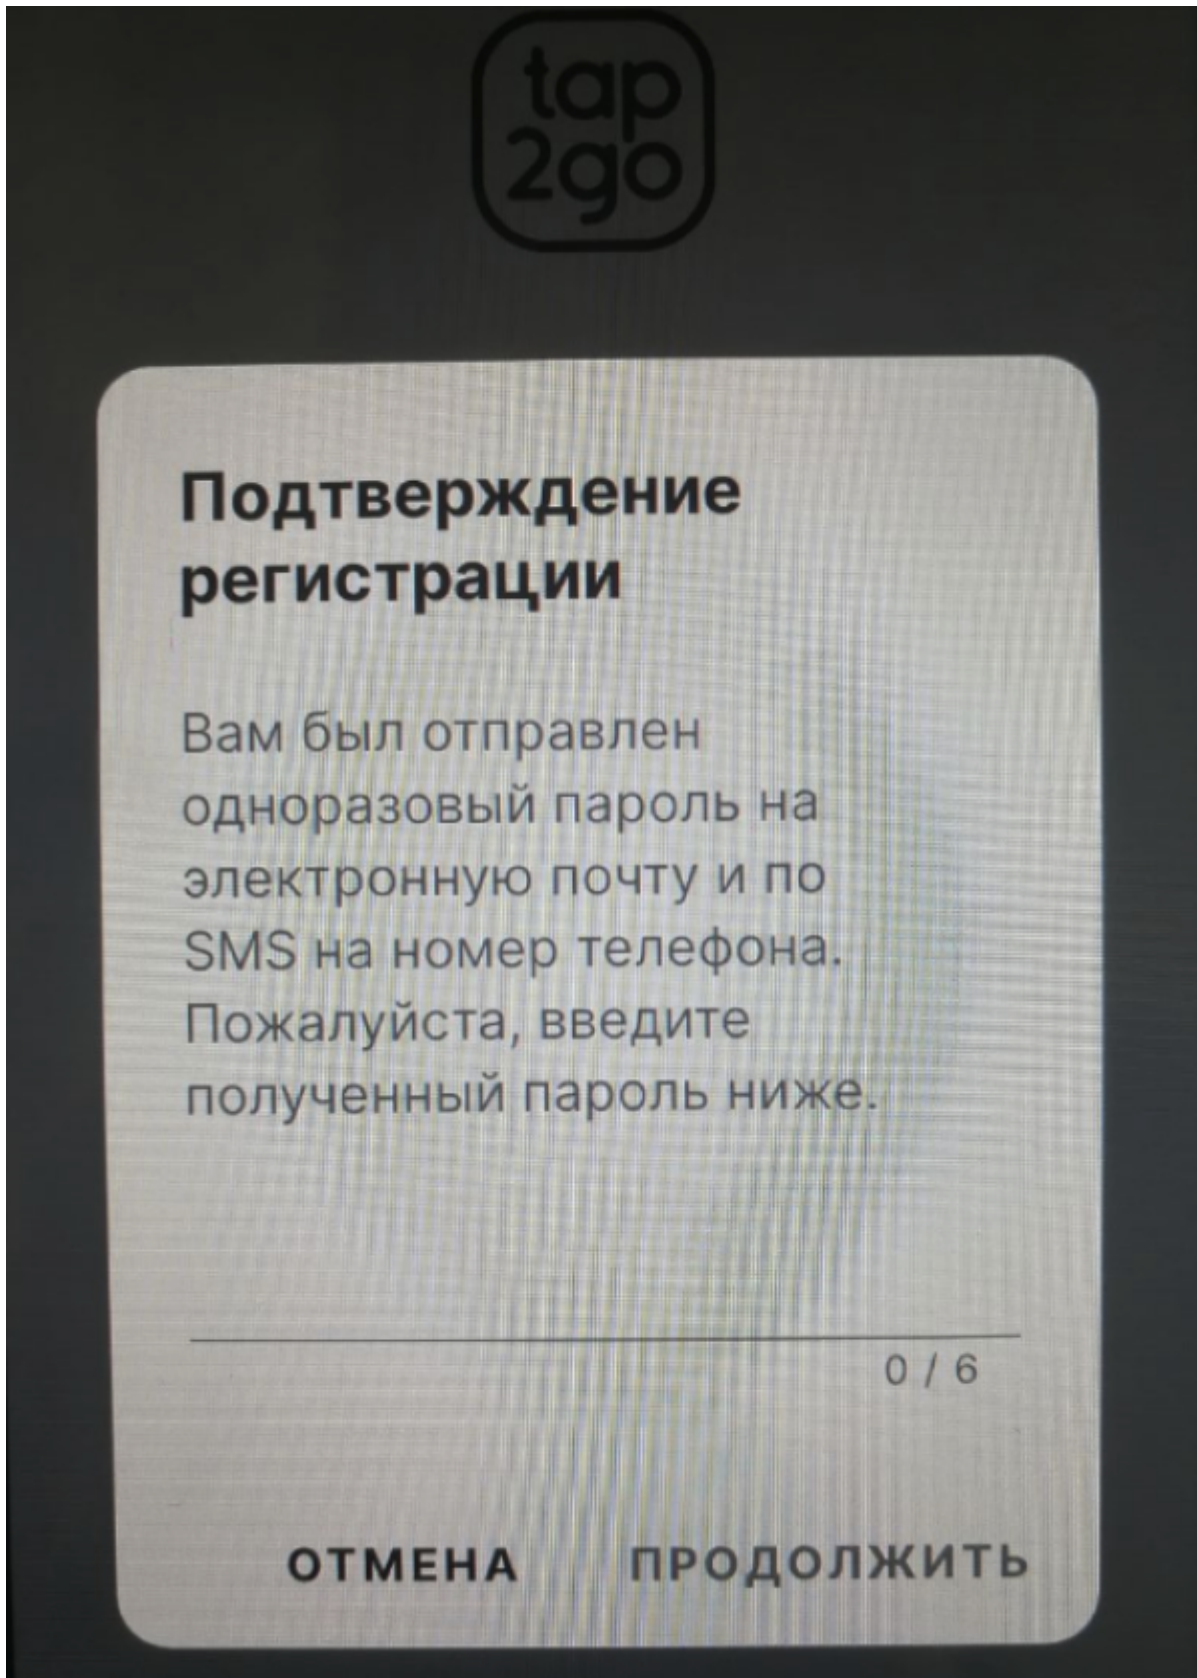 tap
2go
Подтверждение
регистрации
Вам был отправлен
одноразовый пароль на
электронную почту и по
SMS на номер телефона.
Пожалуйста, введите
полученный пароль ниже.
0 / 6
ОТМЕНА ПРОДОЛЖИТЬ